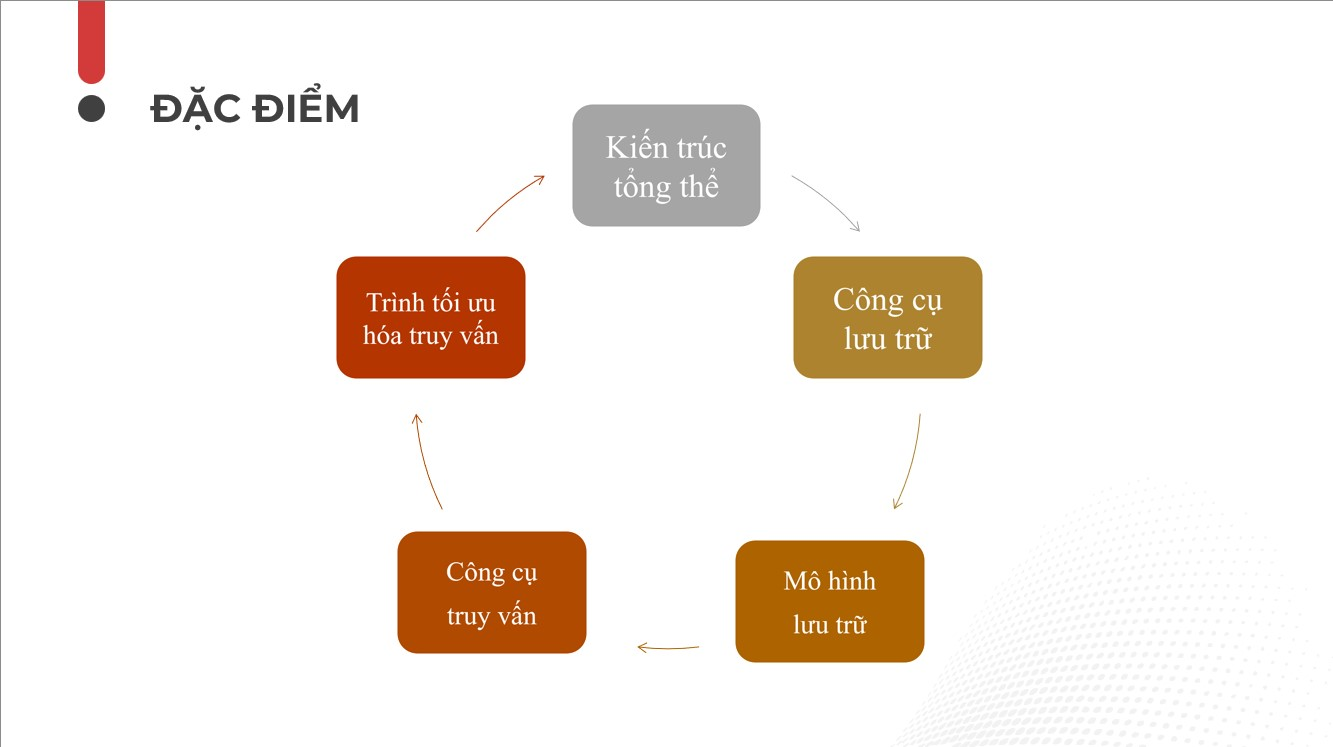 ĐẶC ĐIỂM
Kiến trúc
tổng thể
Công cụ
lưu trữ
Mô hình
lưu trữ
Công cụ
truy vấn
Trình tối ưu
hóa truy vấn